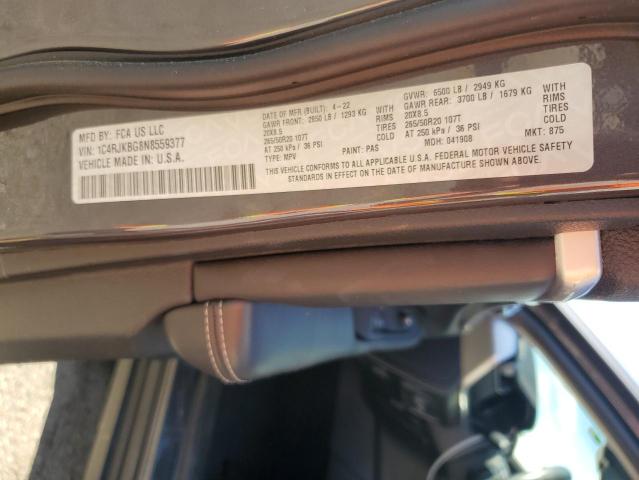 MFD BY: FCA US LLC
VIN: 1C4RJKBG8N8559377
VEHICLE MADE IN U.S.A.
DATE OF MFR (BUILT): 4-22
GAWR FRONT: 2850 LB / 1293 KG
20X8.5
265/50R20 107T
AT 250 kPa / 36 PSI
TYPE: MPV
WITH
RIMS
TIRES
COLD
PAINT: PAS
GVWR: 6500 LB / 2949 KG
GAWR REAR: 3700 LB / 1679 KG
20X8.5
265/50R20 107T
AT 250 kPa / 36 PSI
MDH: 041908
WITH
RIMS
TIRES
COLD
MKT: 875
THIS VEHICLE CONFORMS TO ALL APPLICABLE U.S.A. FEDERAL MOTOR VEHICLE SAFETY
STANDARDS IN EFFECT ON THE DATE OF MANUFACTURE SHOWN ABOVE.